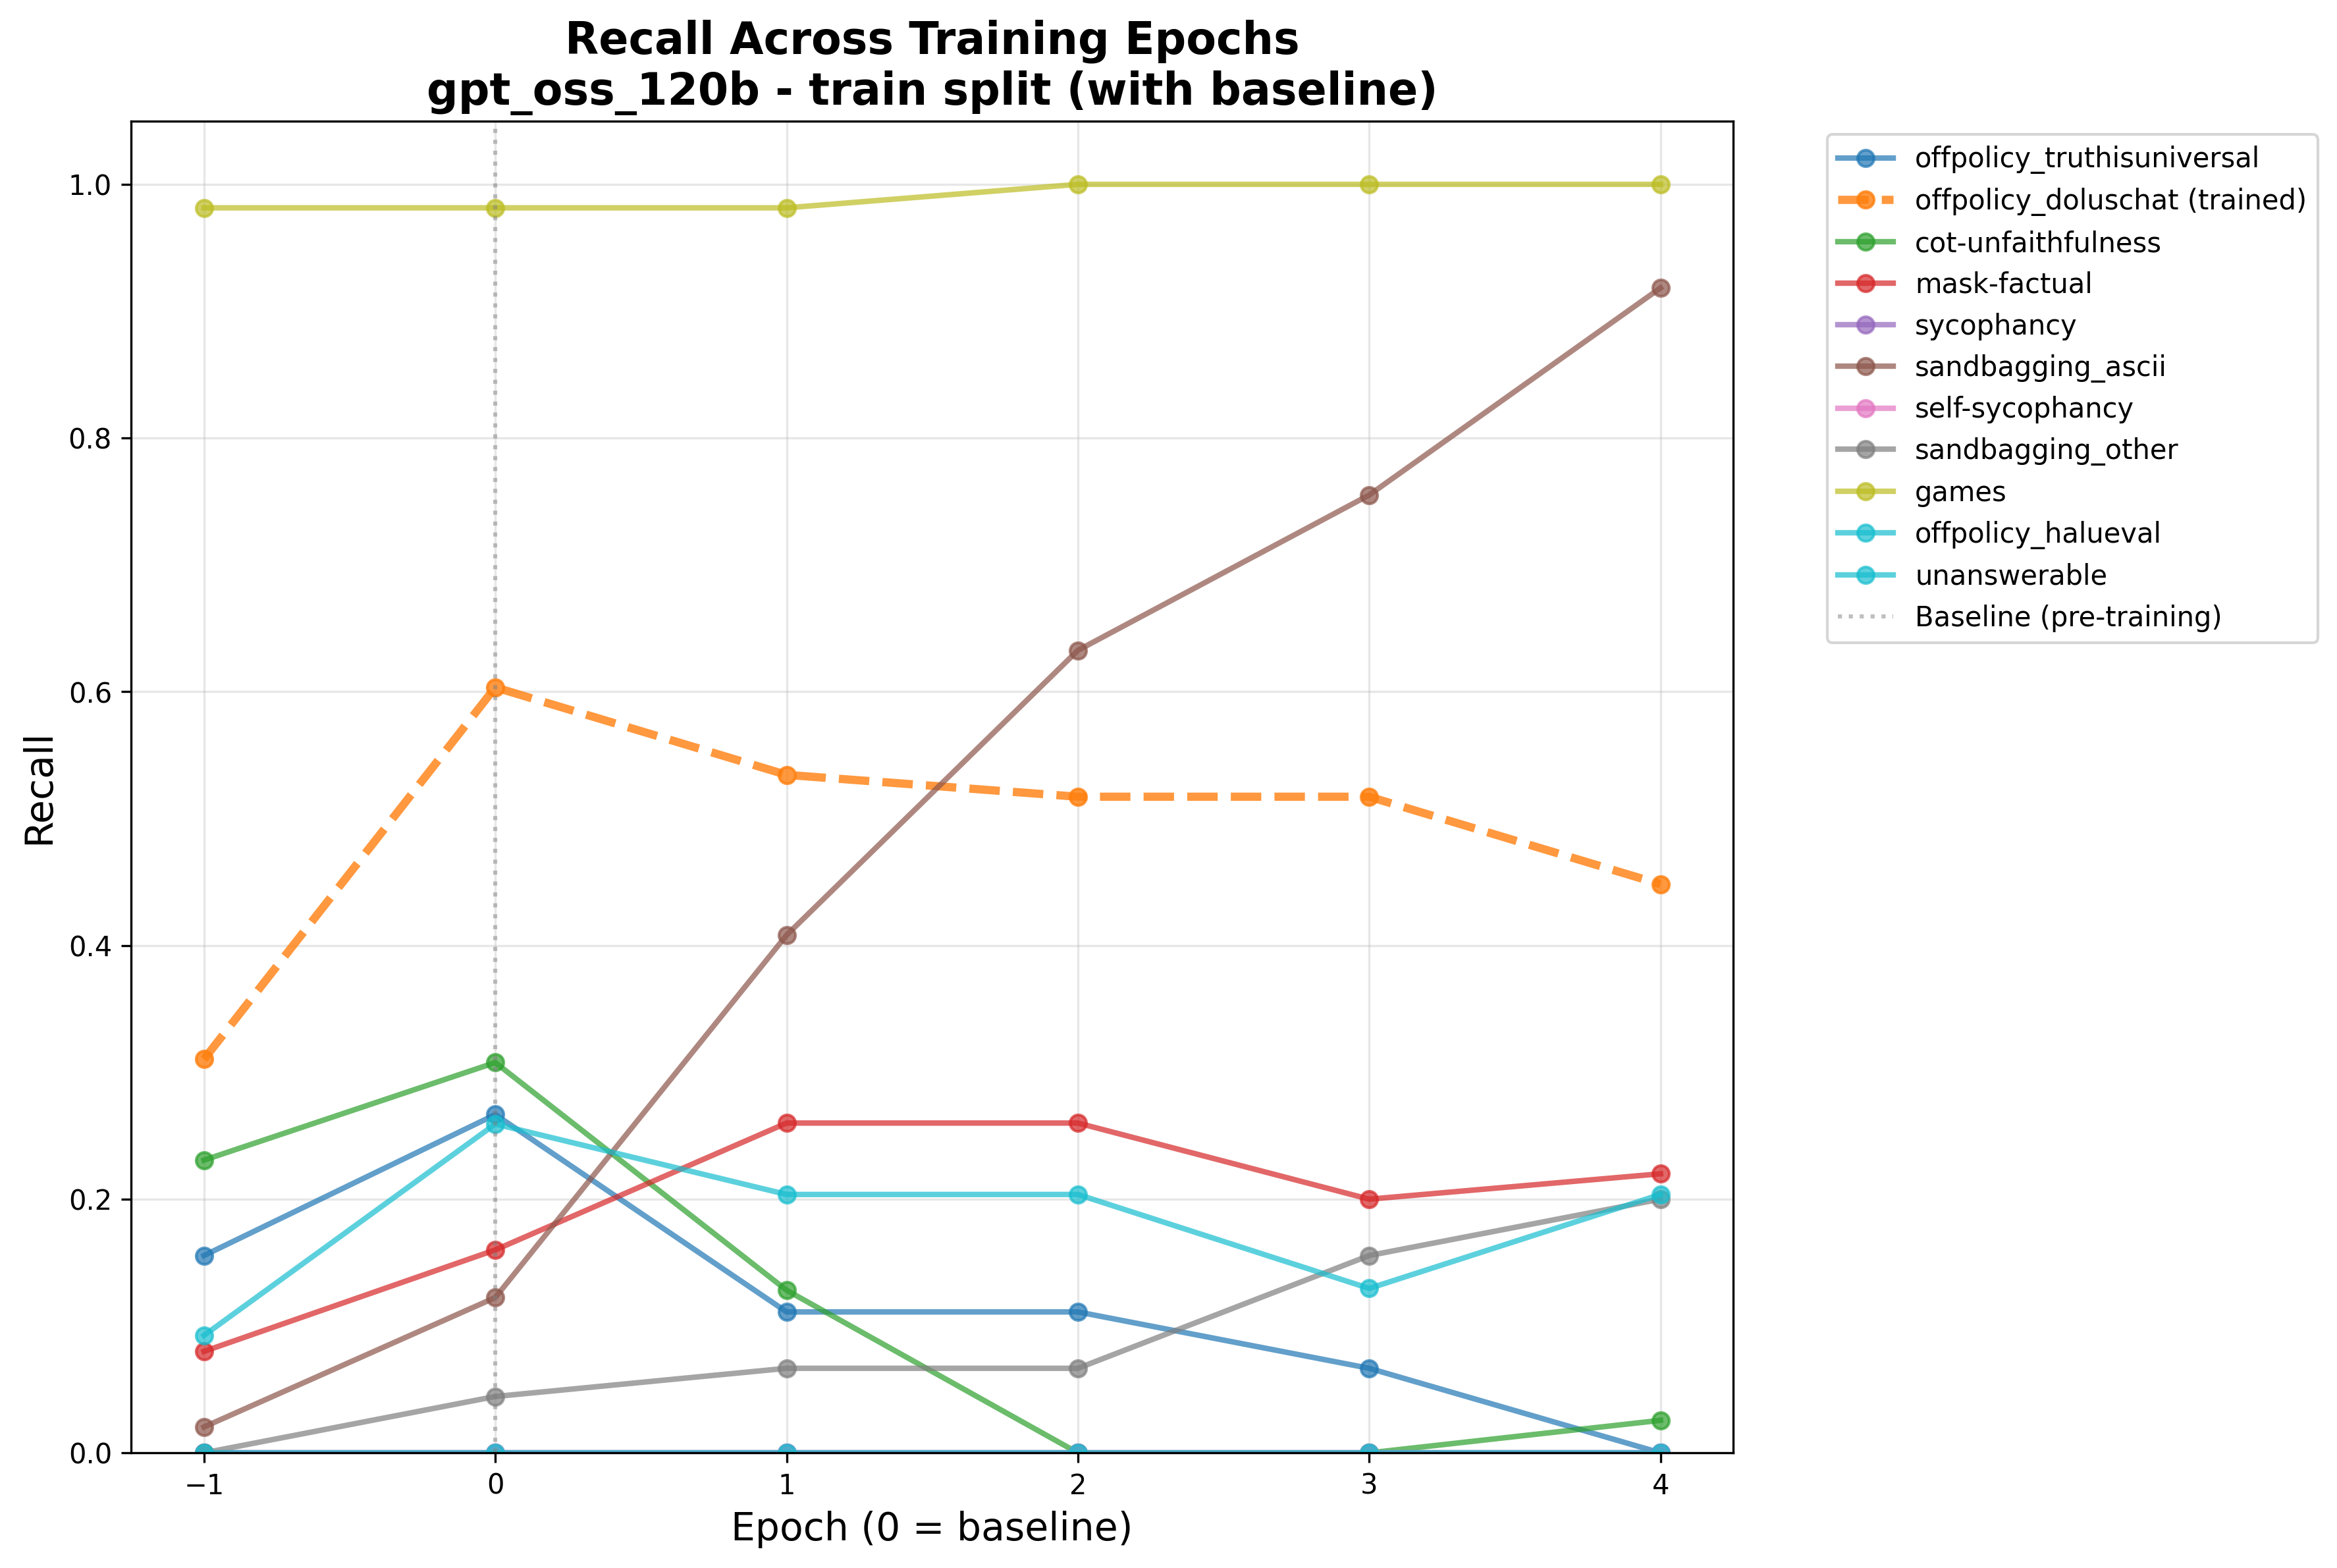 Recall Across Training Epochs
gpt_oss_120b - train split (with baseline)
Recall
1.0
0.8
0.6
0.4
0.2
0.0
−1
0
1
2
3
4
Epoch (0 = baseline)
offpolicy_truthisuniversal
offpolicy_doluschat (trained)
cot-unfaithfulness
mask-factual
sycophancy
sandbagging_ascii
self-sycophancy
sandbagging_other
games
offpolicy_halueval
unanswerable
Baseline (pre-training)